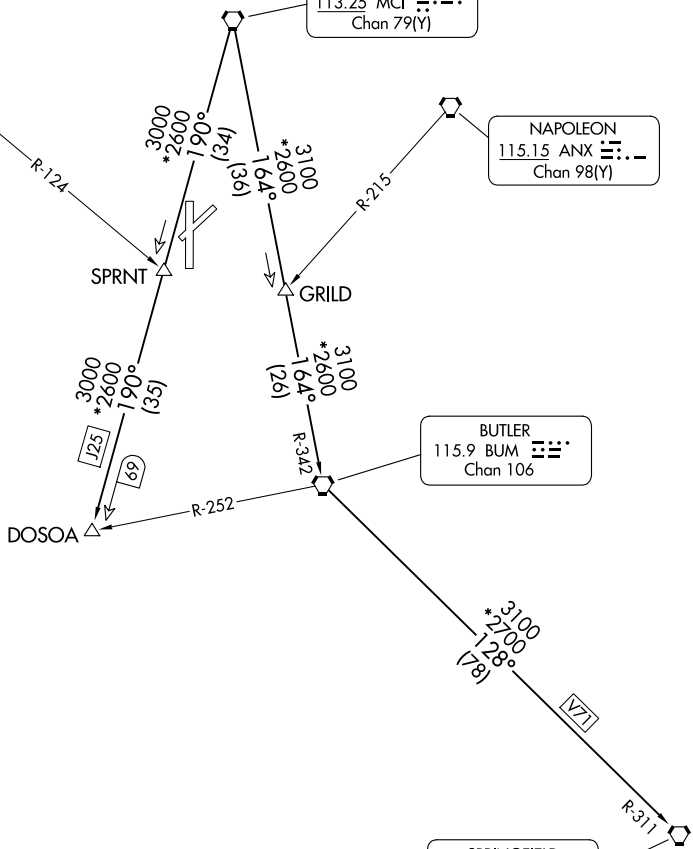 113.25 MCI
Chan 79(Y)
3000
*2600
190°
(34)
3100
*2600
164°
(36)
NAPOLEON
115.15 ANX
Chan 98(Y)
R-124
R-215
SPRNT
GRILD
3000
*2600
190°
(35)
3100
*2600
164°
(26)
J25
69
R-342
BUTLER
115.9 BUM
Chan 106
R-252
DOSOA
3100
*2700
128°
(78)
V71
R-311
SPRINGFIELD